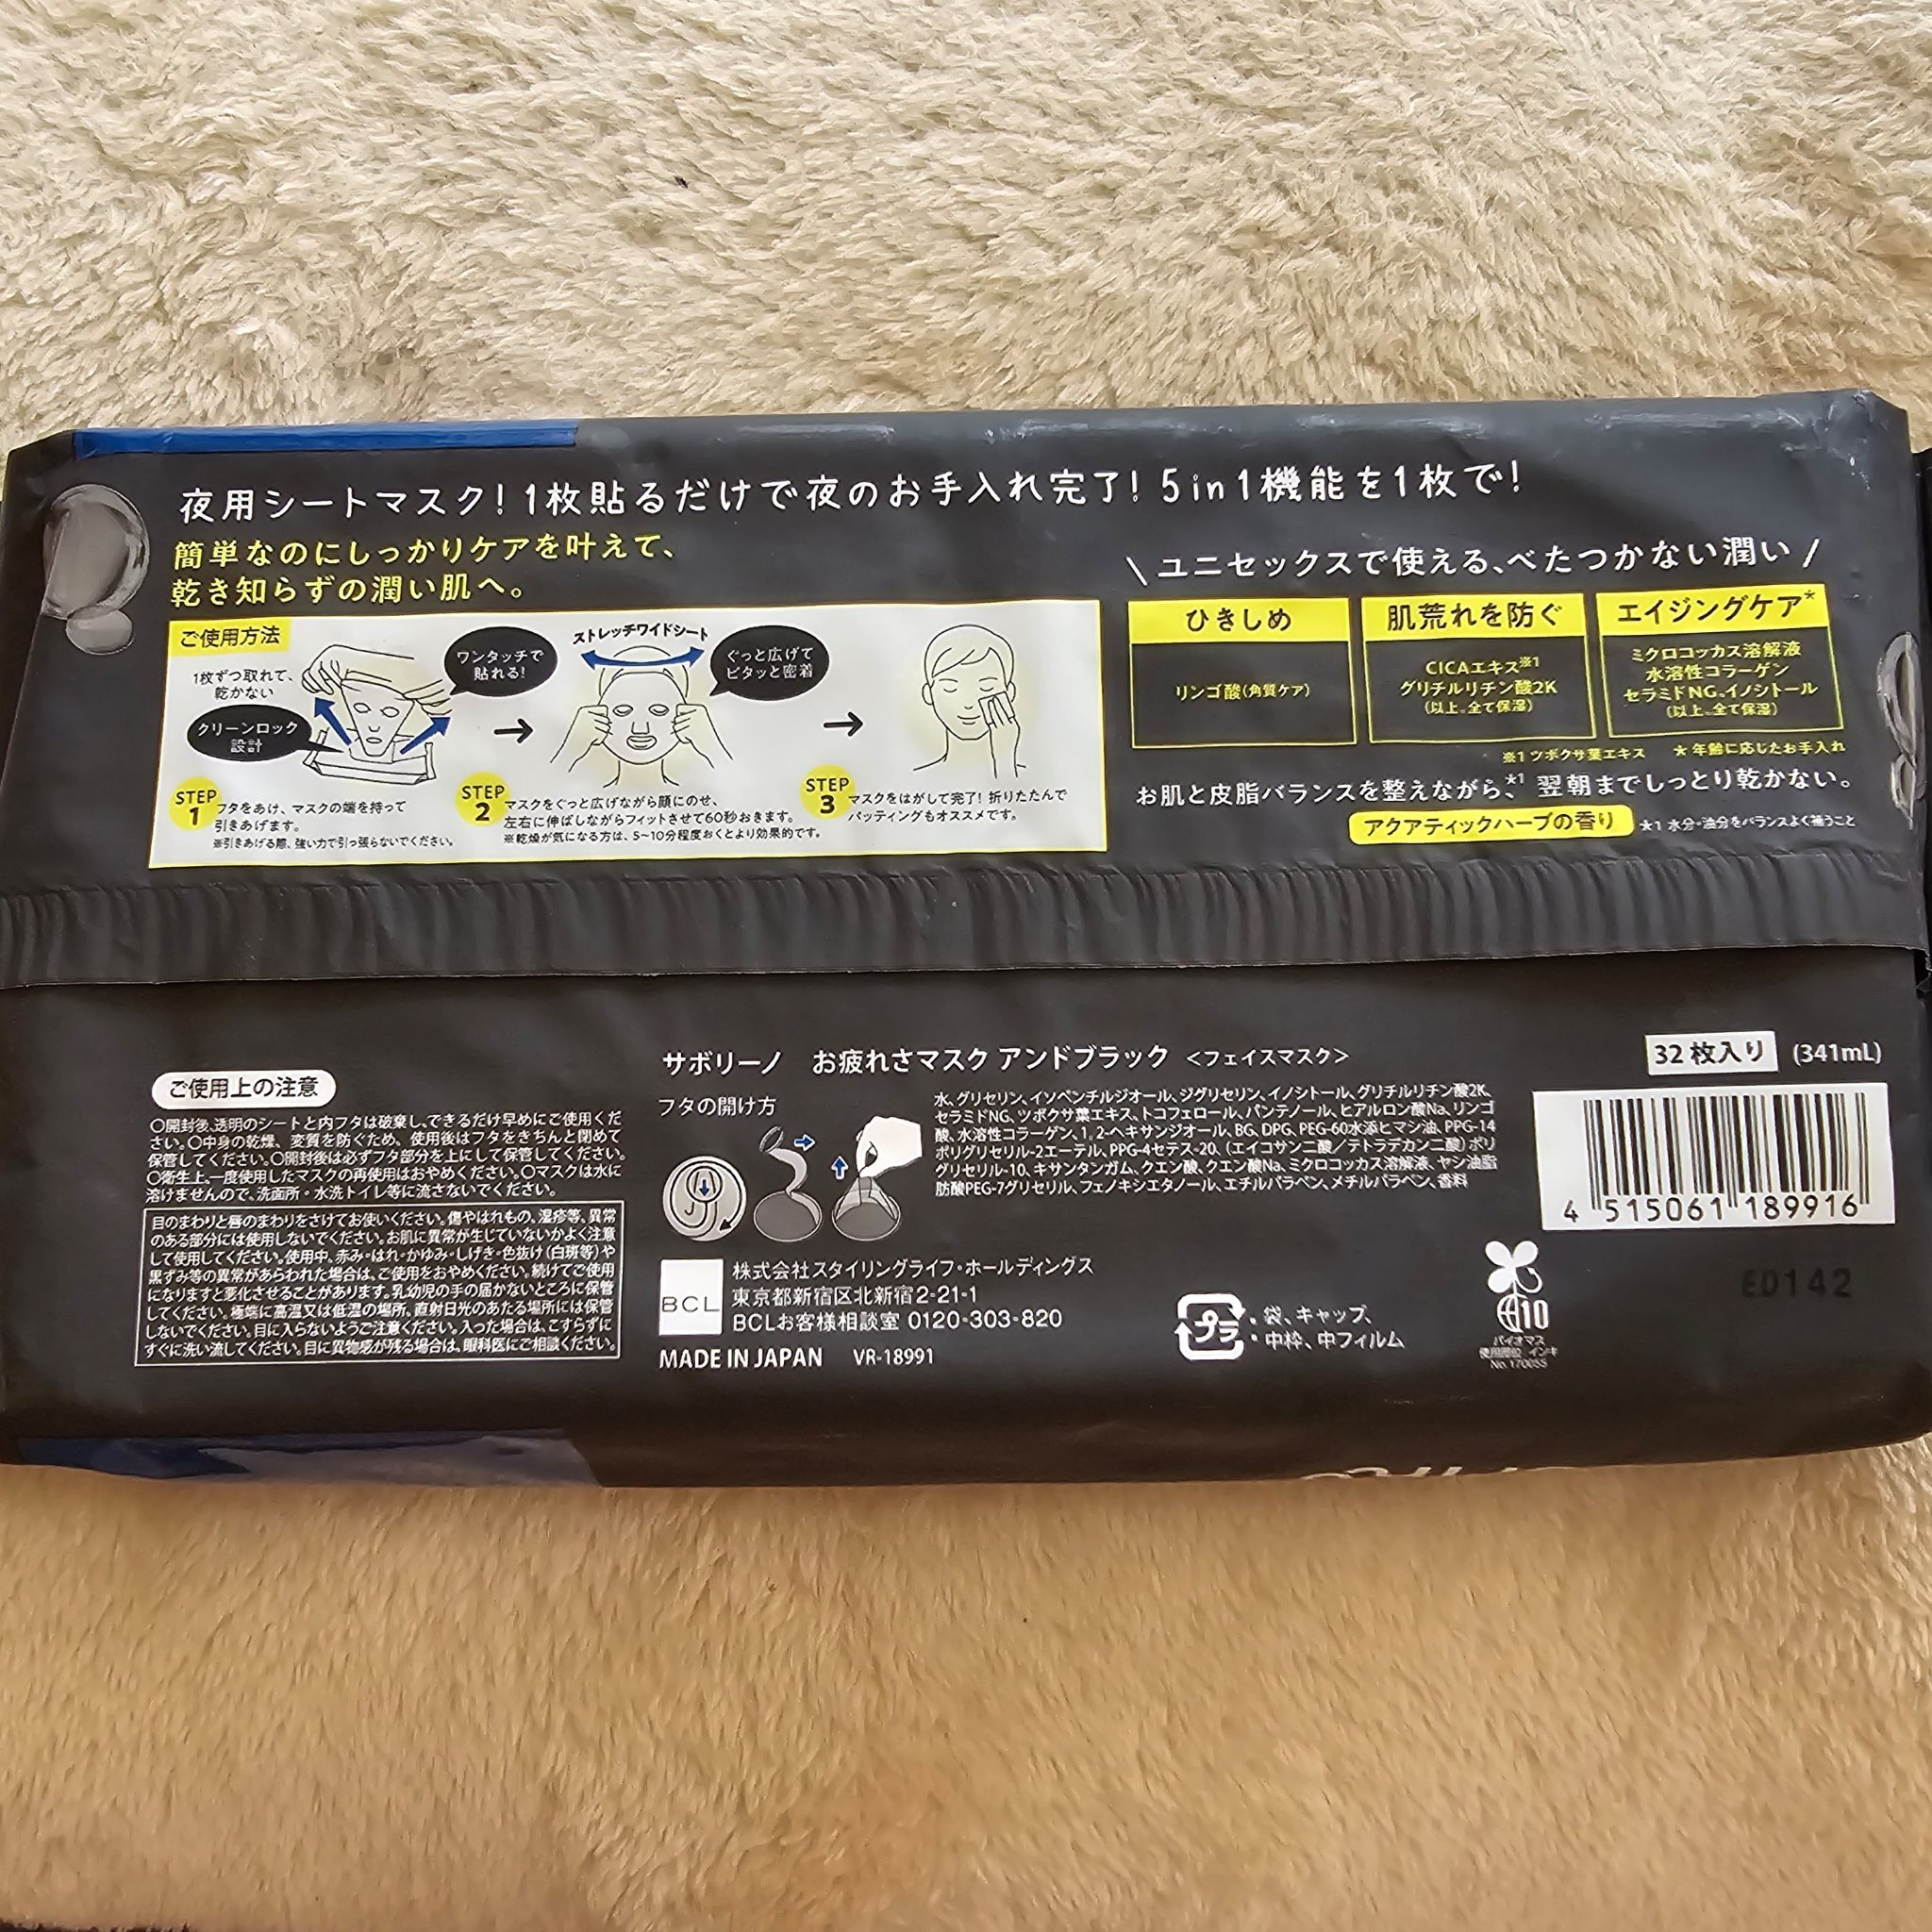 夜用シートマスク! 1枚貼るだけで夜のお手入れ完了! 5in1機能を1枚で!
簡単なのにしっかりケアを叶えて、
乾き知らずの潤い肌へ。
ご使用方法
1枚ずつ取れて、
乾かない
クリーンロック
設計
ワンタッチで
貼れる!
ストレッチワイドシート
ぐっと広げて
ピタッと密着
STEP 1
フタをあけ、マスクの端を持って
引きあげます。
※引きあげる際、強い力で引っ張らないでください。
STEP 2
マスクをぐっと広げながら顔にのせ、
左右に伸ばしながらフィットさせて60秒おきます。
※乾燥が気になる方は、5~10分程度おくとより効果的です。
STEP 3
マスクをはがして完了! 折りたたんで
パッティングもオススメです。
\ ユニセックスで使える、べたつかない潤い /
ひきしめ
リンゴ酸(角質ケア)
肌荒れを防ぐ
CICAエキス※1
グリチルリチン酸2K
(以上、全て保湿)
エイジングケア*
ミクロコッカス溶解液
水溶性コラーゲン
セラミドNG、イノシトール
(以上、全て保湿)
※1 ツボクサ葉エキス ★ 年齢に応じたお手入れ
お肌と皮脂バランスを整えながら、*1 翌朝までしっとり乾かない。
アクアティックハーブの香り
★1 水分・油分をバランスよく補うこと
ご使用上の注意
○開封後、透明のシートと内フタは破棄し、できるだけ早めにご使用くだ
さい。○中身の乾燥、変質を防ぐため、使用後はフタをきちんと閉めて
保管してください。○開封後は必ずフタ部分を上にして保管してください。
○衛生上、一度使用したマスクの再使用はおやめください。○マスクは水に
溶けませんので、洗面所・水洗トイレ等に流さないでください。
目のまわりと唇のまわりをさけてお使いください。傷やはれもの、湿疹等、異常
のある部分には使用しないでください。お肌に異常が生じていないかよく注意
して使用してください。使用中、赤み・はれ・かゆみ・しげき・色抜け(白斑等)や
黒ずみ等の異常があらわれた場合は、ご使用をおやめください。続けてご使用
になりますと悪化させることがあります。乳幼児の手の届かないところに保管
してください。極端に高温又は低温の場所、直射日光のあたる場所には保管
しないでください。目に入らないようご注意ください。入った場合は、こすらずに
すぐに洗い流してください。目に異物感が残る場合は、眼科医にご相談ください。
サボリーノ お疲れさマスク アンドブラック <フェイスマスク>
フタの開け方
水、グリセリン、イソペンチルジオール、ジグリセリン、イノシトール、グリチルリチン酸2K、
セラミドNG、ツボクサ葉エキス、トコフェロール、パンテノール、ヒアルロン酸Na、リンゴ
酸、水溶性コラーゲン、1,2-ヘキサンジオール、BG、DPG、PEG-60水添ヒマシ油、PPG-14
ポリグリセリル-2エーテル、PPG-4セテス-20、(エイコサン二酸/テトラデカン二酸)ポリ
グリセリル-10、キサンタンガム、クエン酸、クエン酸Na、ミクロコッカス溶解液、ヤシ油脂
肪酸PEG-7グリセリル、フェノキシエタノール、エチルパラベン、メチルパラベン、香料
BCL
株式会社スタイリングライフ・ホールディングス
東京都新宿区北新宿2-21-1
BCLお客様相談室 0120-303-820
MADE IN JAPAN VR-18991
プラ
袋、キャップ、
中枠、中フィルム
32枚入り (341mL)
4 515061 189916
ED142
10
バイオマス
使用部位 インキ
No.170055